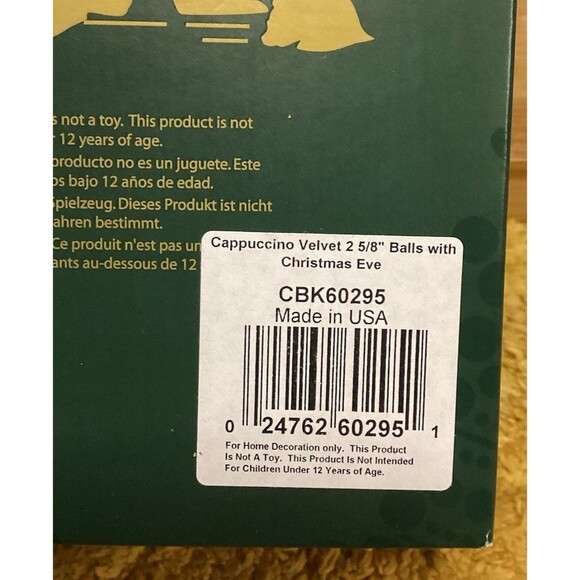 s not a toy. This product is not
12 years of age.
producto no es un juguete. Este
os bajo 12 años de edad.
Spielzeug. Dieses Produkt ist nicht
ahren bestimmt.
Ce produit n'est pas un
ants au-dessous de 12
Cappuccino Velvet 2 5/8" Balls with
Christmas Eve
CBK60295
Made in USA
0 24762 60295 1
For Home Decoration only. This Product
Is Not A Toy. This Product Is Not Intended
For Children Under 12 Years of Age.